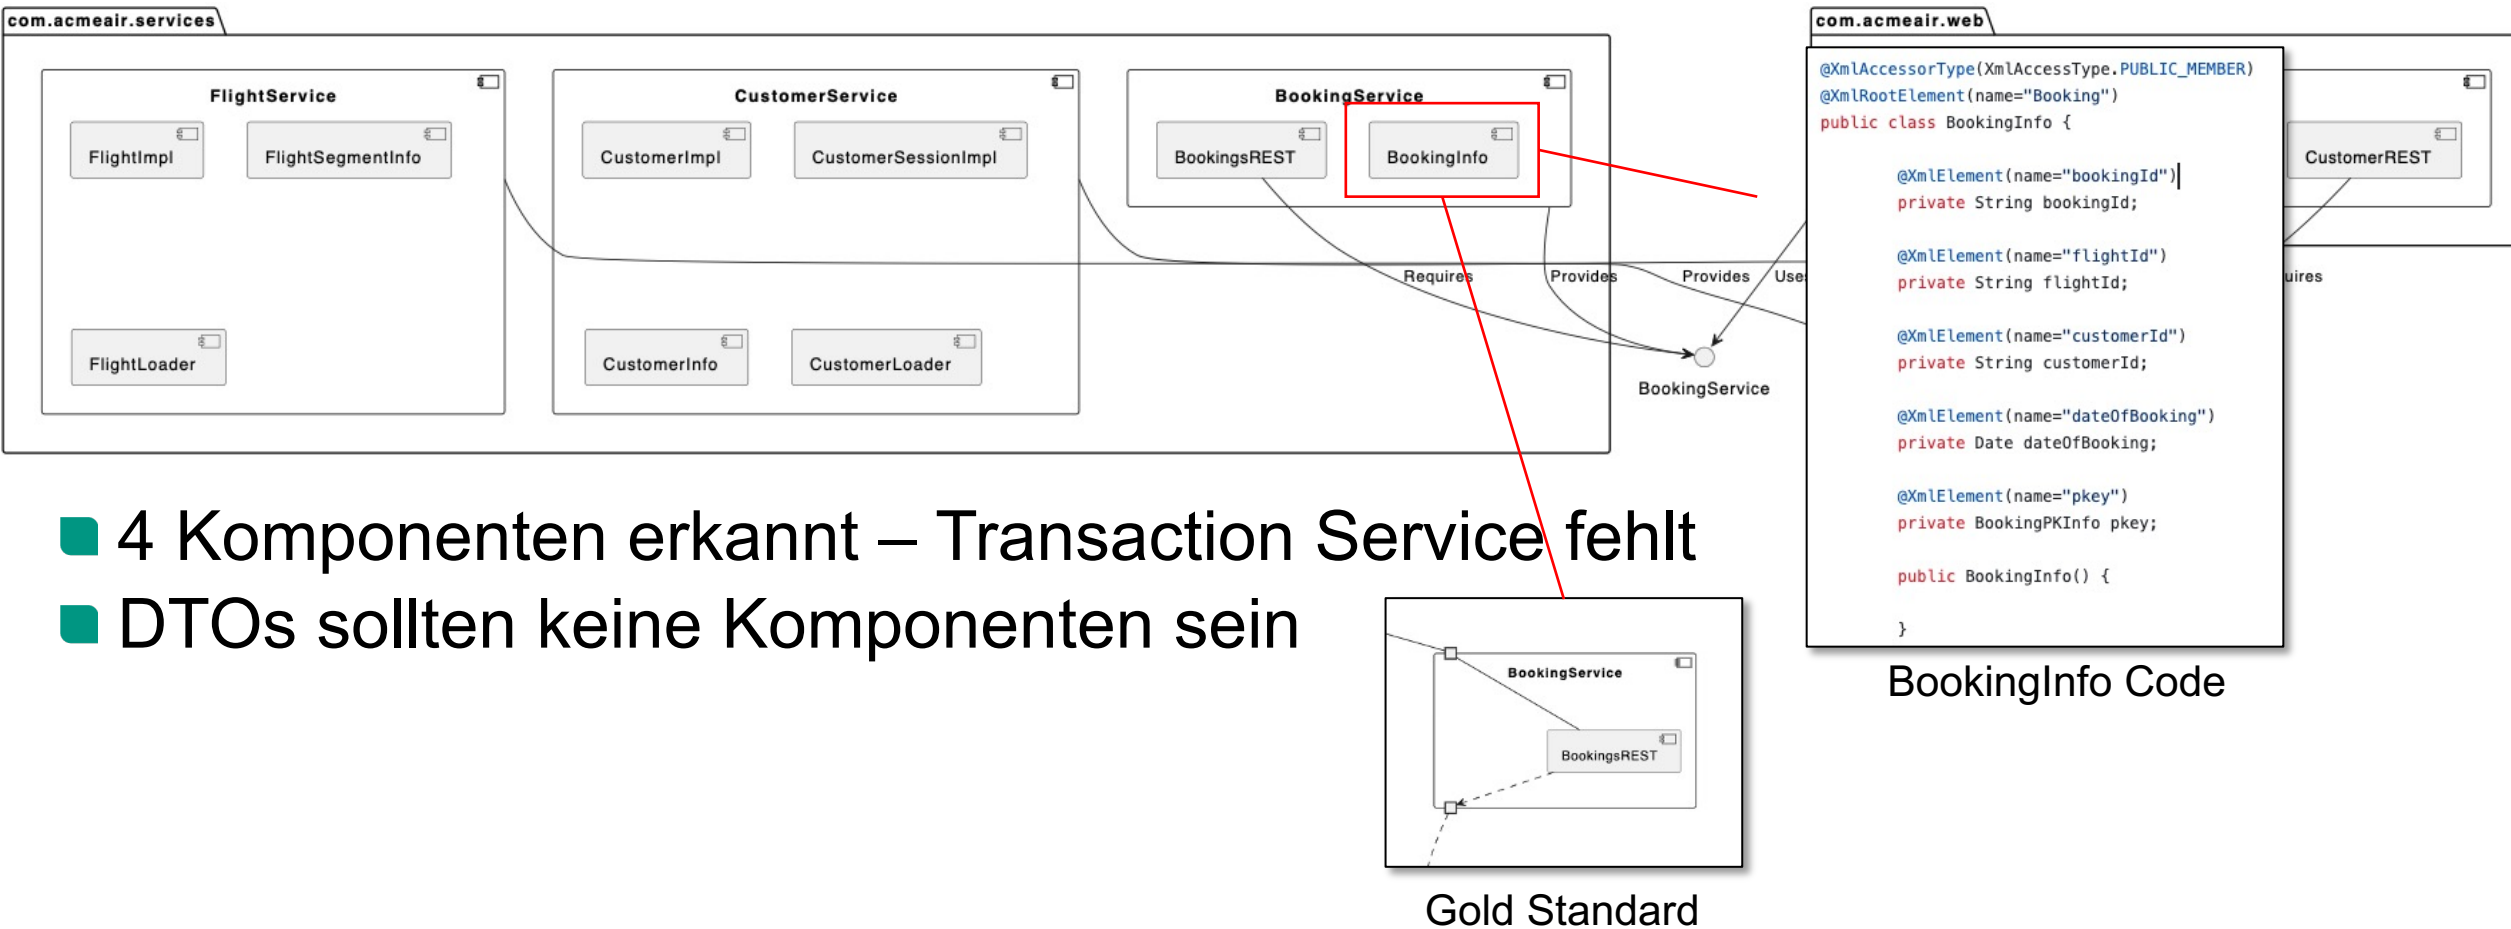 com.acmeair.services
FlightService
FlightImpl
FlightSegmentInfo
FlightLoader
CustomerService
CustomerImpl
CustomerSessionImpl
CustomerInfo
CustomerLoader
BookingService
BookingsREST
BookingInfo
Requires
Provides
Provides
BookingService
com.acmeair.web
CustomerREST
@XmlAccessorType(XmlAccessType.PUBLIC_MEMBER)
@XmlRootElement(name="Booking")
public class BookingInfo {
@XmlElement(name="bookingId")
private String bookingId;
@XmlElement(name="flightId")
private String flightId;
@XmlElement(name="customerId")
private String customerId;
@XmlElement(name="dateOfBooking")
private Date dateOfBooking;
@XmlElement(name="pkey")
private BookingPKInfo pkey;
public BookingInfo() {
}
BookingInfo Code
4 Komponenten erkannt – Transaction Service fehlt
DTOs sollten keine Komponenten sein
BookingService
BookingsREST
Gold Standard